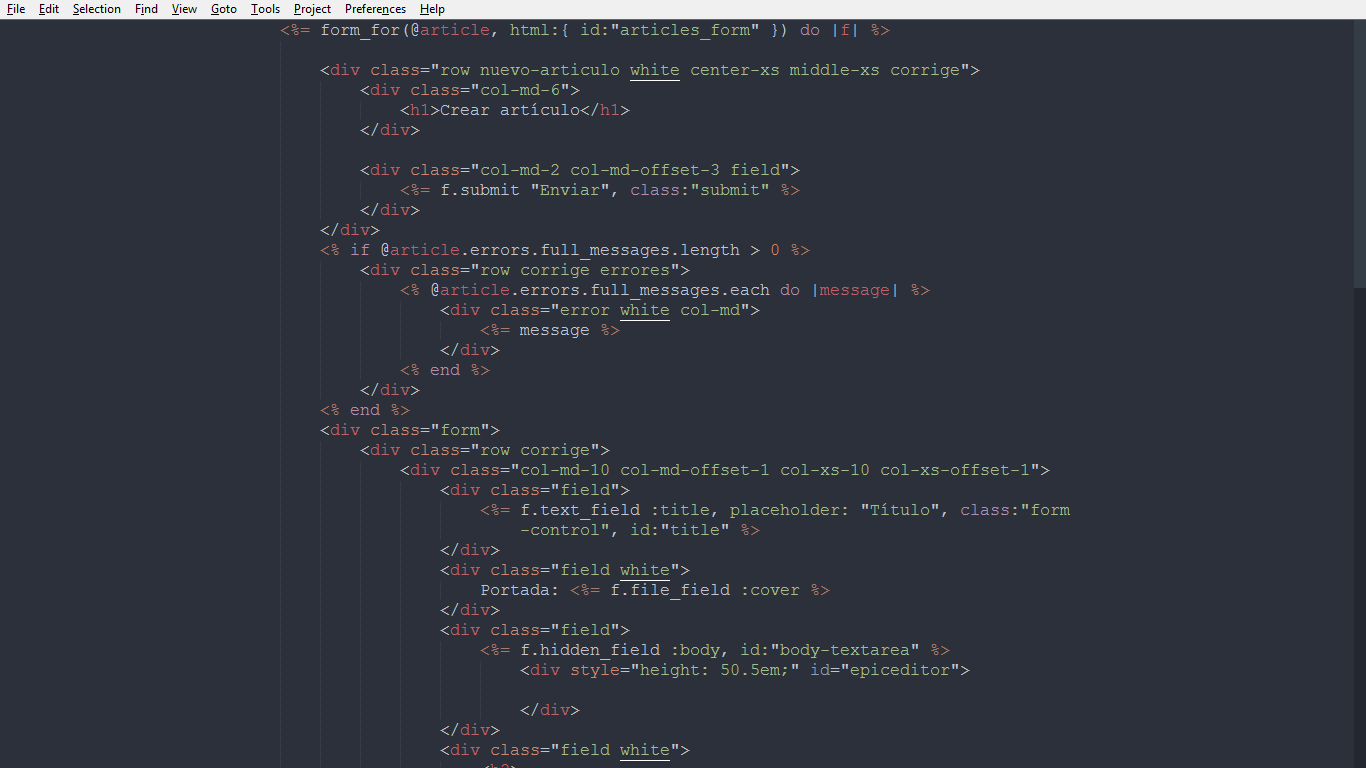 File Edit Selection Find View Goto Tools Project Preferences Help
<%= form_for(@article, html:{ id:"articles_form" }) do |f| %>
<div class="row nuevo-articulo white center-xs middle-xs corrige">
<div class="col-md-6">
<h1>Crear artículo</h1>
</div>
<div class="col-md-2 col-md-offset-3 field">
<%= f.submit "Enviar", class:"submit" %>
</div>
</div>
<% if @article.errors.full_messages.length > 0 %>
<div class="row corrige errores">
<% @article.errors.full_messages.each do |message| %>
<div class="error white col-md">
<%= message %>
</div>
<% end %>
</div>
<% end %>
<div class="form">
<div class="row corrige">
<div class="col-md-10 col-md-offset-1 col-xs-10 col-xs-offset-1">
<div class="field">
<%= f.text_field :title, placeholder: "Título", class:"form
-control", id:"title" %>
</div>
<div class="field white">
Portada: <%= f.file_field :cover %>
</div>
<div class="field">
<%= f.hidden_field :body, id:"body-textarea" %>
<div style="height: 50.5em;" id="epiceditor">
</div>
</div>
<div class="field white">